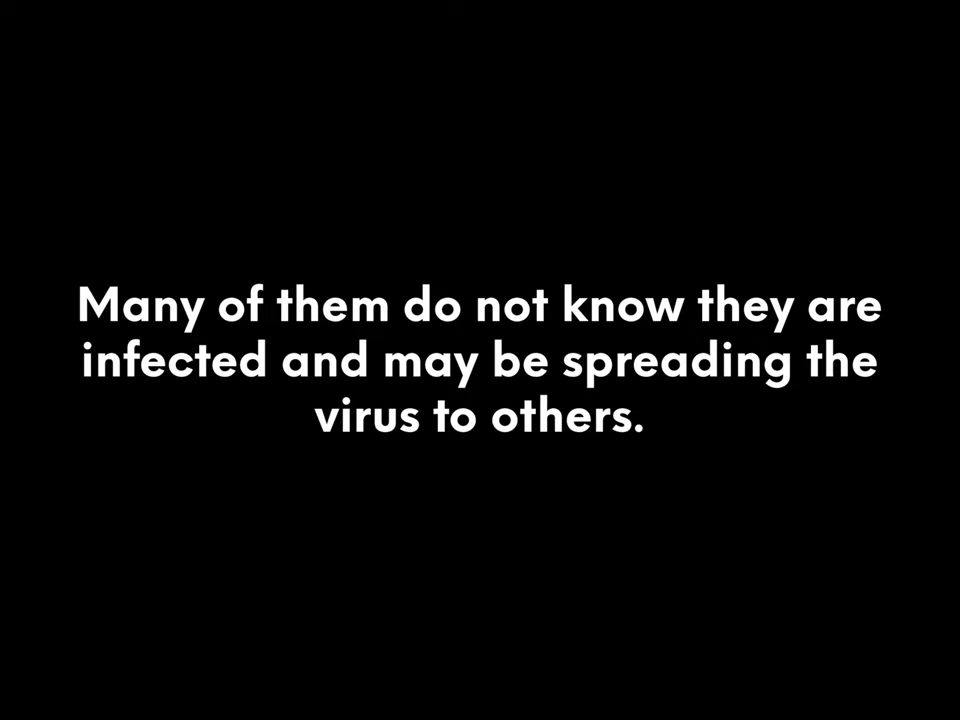 Many of them do not know they are
infected and may be spreading the
virus to others.